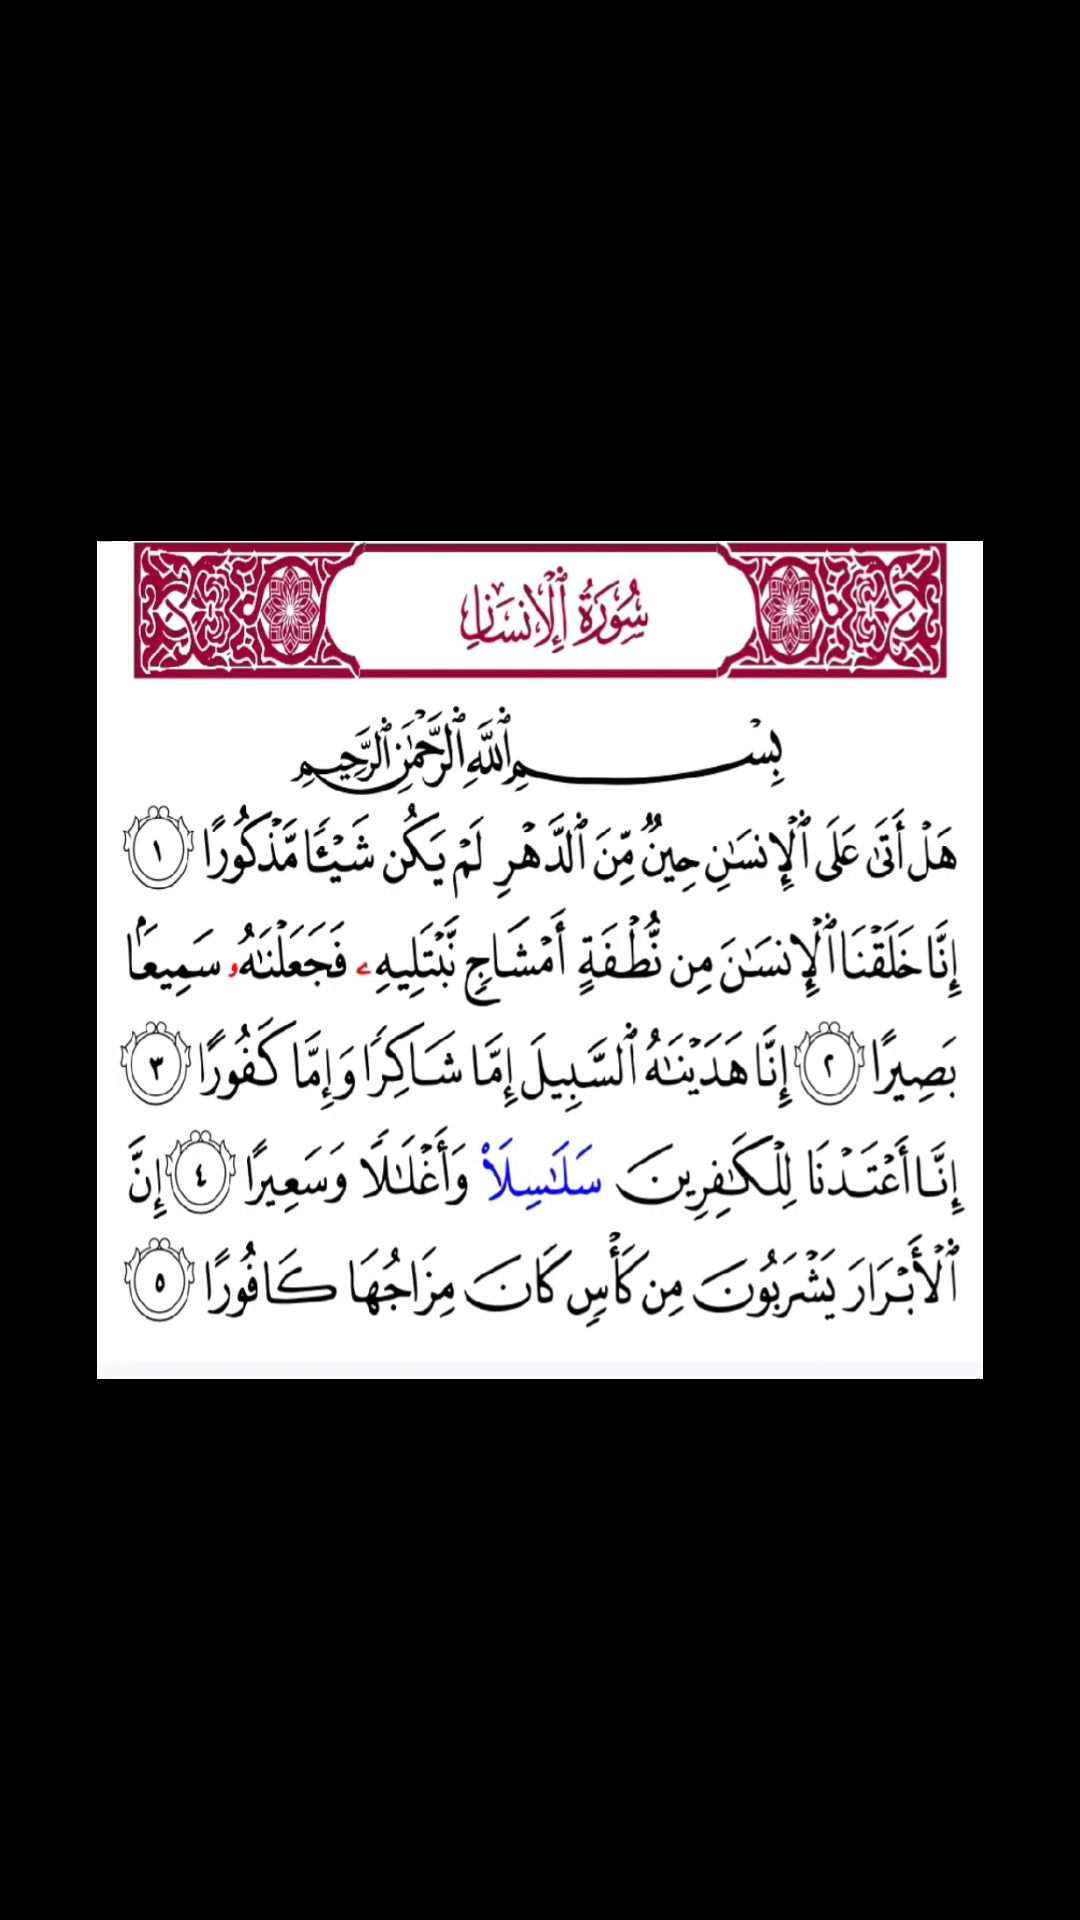 سُورَةُ ٱلْإِنسَانِ
بِسْمِ ٱللَّهِ ٱلرَّحْمَٰنِ ٱلرَّحِيمِ
هَلْ أَتَىٰ عَلَى ٱلْإِنسَٰنِ حِينٌ مِّنَ ٱلدَّهْرِ لَمْ يَكُن شَيْـًٔا مَّذْكُورًا ١
إِنَّا خَلَقْنَا ٱلْإِنسَٰنَ مِن نُّطْفَةٍ أَمْشَاجٍ نَّبْتَلِيهِۦ فَجَعَلْنَٰهُۥ سَمِيعَۢا
بَصِيرًا ٢ إِنَّا هَدَيْنَٰهُ ٱلسَّبِيلَ إِمَّا شَاكِرًا وَإِمَّا كَفُورًا ٣
إِنَّا أَعْتَدْنَا لِلْكَٰفِرِينَ سَلَٰسِلَا۟ وَأَغْلَٰلًا وَسَعِيرًا ٤ إِنَّ
ٱلْأَبْرَارَ يَشْرَبُونَ مِن كَأْسٍ كَانَ مِزَاجُهَا كَافُورًا ٥